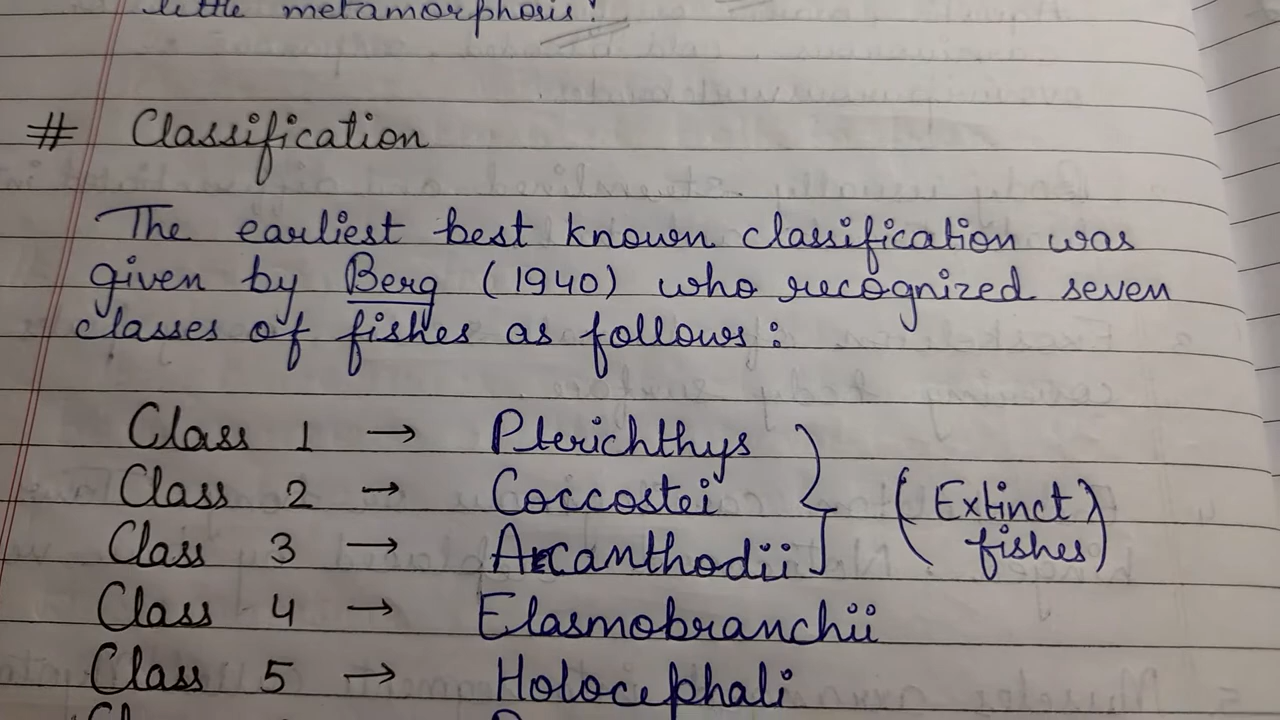 little metamorphosis.
# Classification
The earliest best known classification was
given by Berg (1940) who recognized seven
classes of fishes as follows:
Class 1 → Pterichthys
Class 2 → Coccostei (Extinct
Class 3 → Acanthodii fishes)
Class 4 → Elasmobranchii
Class 5 → Holocephali